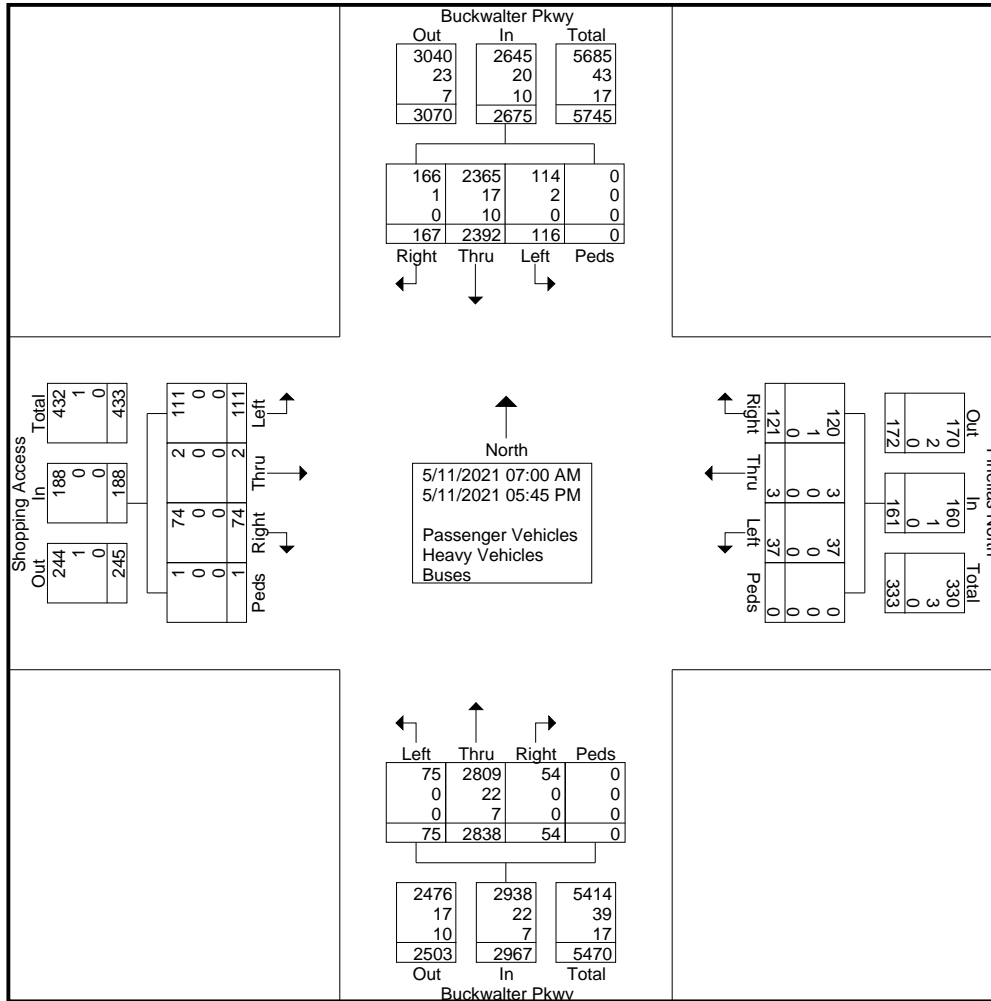 Buckwalter Pkwy
Out In Total
3040 2645 5685
23 20 43
7 10 17
3070 2675 5745
166 2365 114 0
1 17 2 0
0 10 0 0
167 2392 116 0
Right Thru Left Peds
Shopping Access
Total In Out
432 188 244
1 0 1
0 0 0
433 188 245
111 2 74 1
0 0 0 0
0 0 0 0
111 2 74 1
Left Thru Right Peds
North
5/11/2021 07:00 AM
5/11/2021 05:45 PM
Passenger Vehicles
Heavy Vehicles
Buses
Right Thru Left Peds
120 3 37 0
1 0 0 0
0 0 0 0
121 3 37 0
Out In Total
170 160 330
2 1 3
0 0 0
172 161 333
North
Left Thru Right Peds
75 2809 54 0
0 22 0 0
0 7 0 0
75 2838 54 0
2476 2938 5414
17 22 39
10 7 17
2503 2967 5470
Out In Total
Buckwalter Pkwy